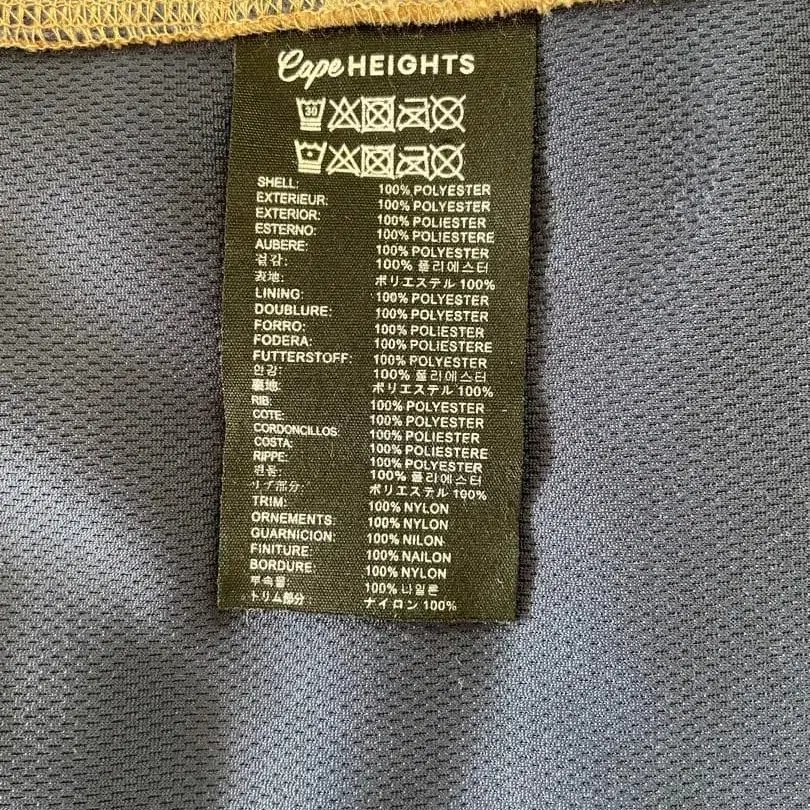 Cape HEIGHTS
30
SHELL: 100% POLYESTER
EXTERIEUR: 100% POLYESTER
EXTERIOR: 100% POLIESTER
ESTERNO: 100% POLIESTERE
AUBERE: 100% POLYESTER
겉감: 100% 폴리에스터
表地: ポリエステル 100%
LINING: 100% POLYESTER
DOUBLURE: 100% POLYESTER
FORRO: 100% POLIESTER
FODERA: 100% POLIESTERE
FUTTERSTOFF: 100% POLYESTER
안감: 100% 폴리에스터
裏地: ポリエステル 100%
RIB: 100% POLYESTER
COTE: 100% POLYESTER
CORDONCILLOS: 100% POLIESTER
COSTA: 100% POLIESTERE
RIPPE: 100% POLYESTER
100% 폴리에스터
リブ部分: ポリエステル 100%
TRIM: 100% NYLON
ORNEMENTS: 100% NYLON
GUARNICION: 100% NILON
FINITURE: 100% NAILON
BORDURE: 100% NYLON
부속물 100% 나일론
トリム部分 ナイロン 100%